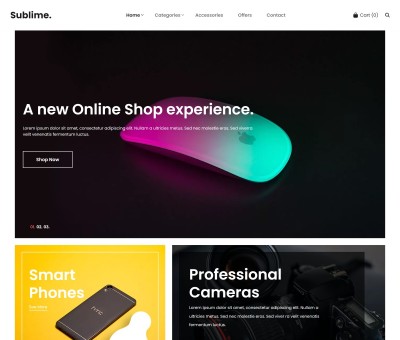 Sublime.
Home
Categories
Accessories
Offers
Contact
Cart (0)
A new Online Shop experience.
Lorem ipsum dolor sit amet, consectetur adipiscing elit. Nullam a ultricies metus. Sed nec molestie eros. Sed viverra
velit venenatis fermentum luctus.
Shop Now
01. 02. 03.
Smart
Phones
Professional
Cameras
Lorem ipsum dolor sit amet, consectetur adipiscing elit. Nullam a
ultricies metus. Sed nec molestie eros. Sed viverra velit venenatis
fermentum luctus.